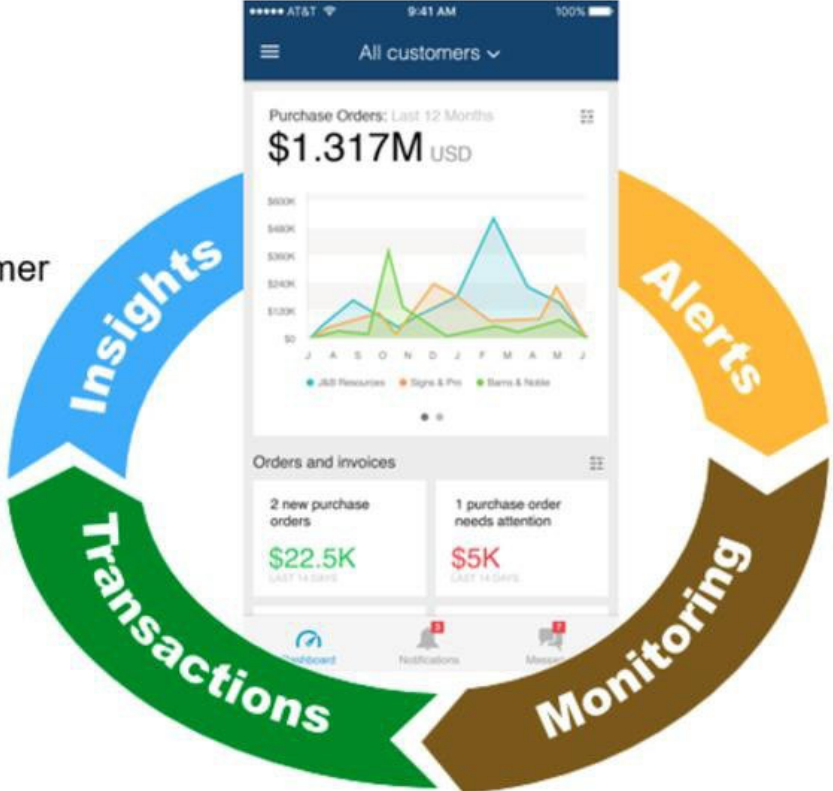 AT&T 9:41 AM 100%
All customers
Purchase Orders: Last 12 Months
$1.317M USD
$600K
$480K
$360K
$240K
$120K
$0
J A S O N D J F M A M J
J&B Resources Signs & Pro Barns & Noble
Orders and invoices
2 new purchase
orders
$22.5K
LAST 14 DAYS
1 purchase order
needs attention
$5K
LAST 14 DAYS
3 7
Notifications
mer
Insights
Alerts
Transactions
Monitoring